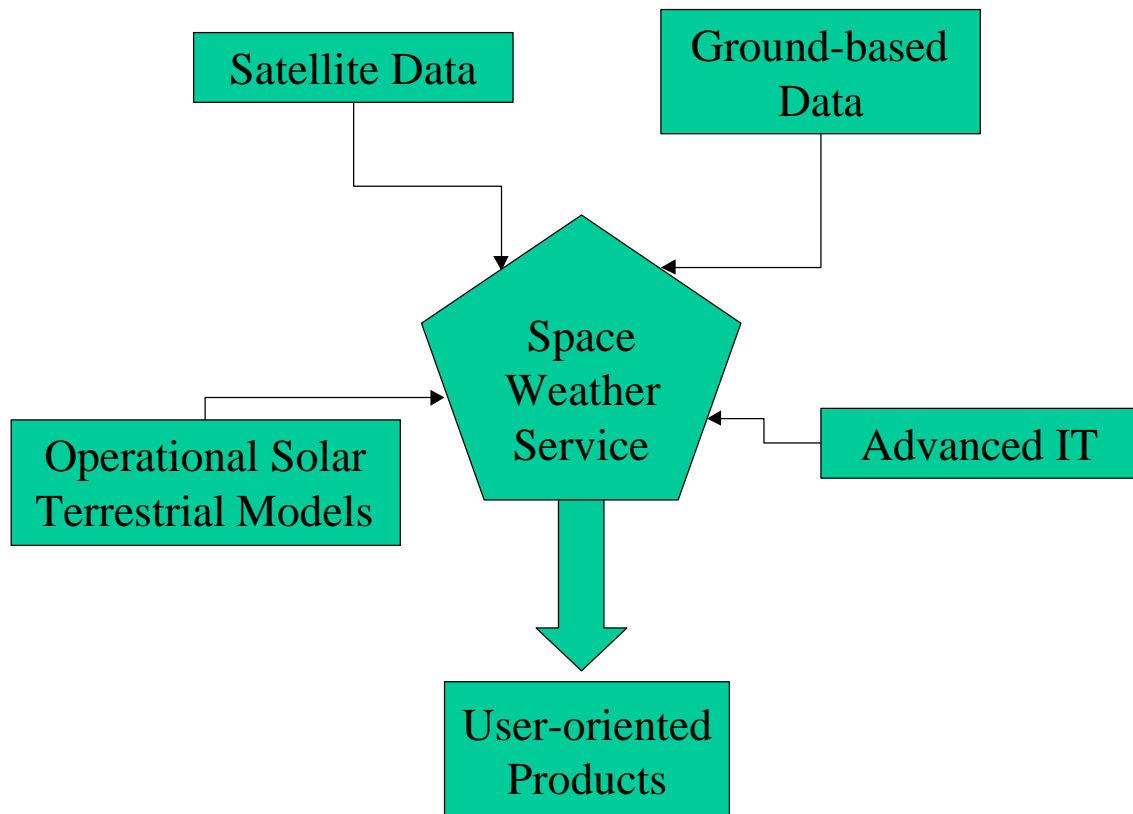 Satellite Data
Ground-based
Data
Space
Weather
Service
Operational Solar
Terrestrial Models
Advanced IT
User-oriented
Products